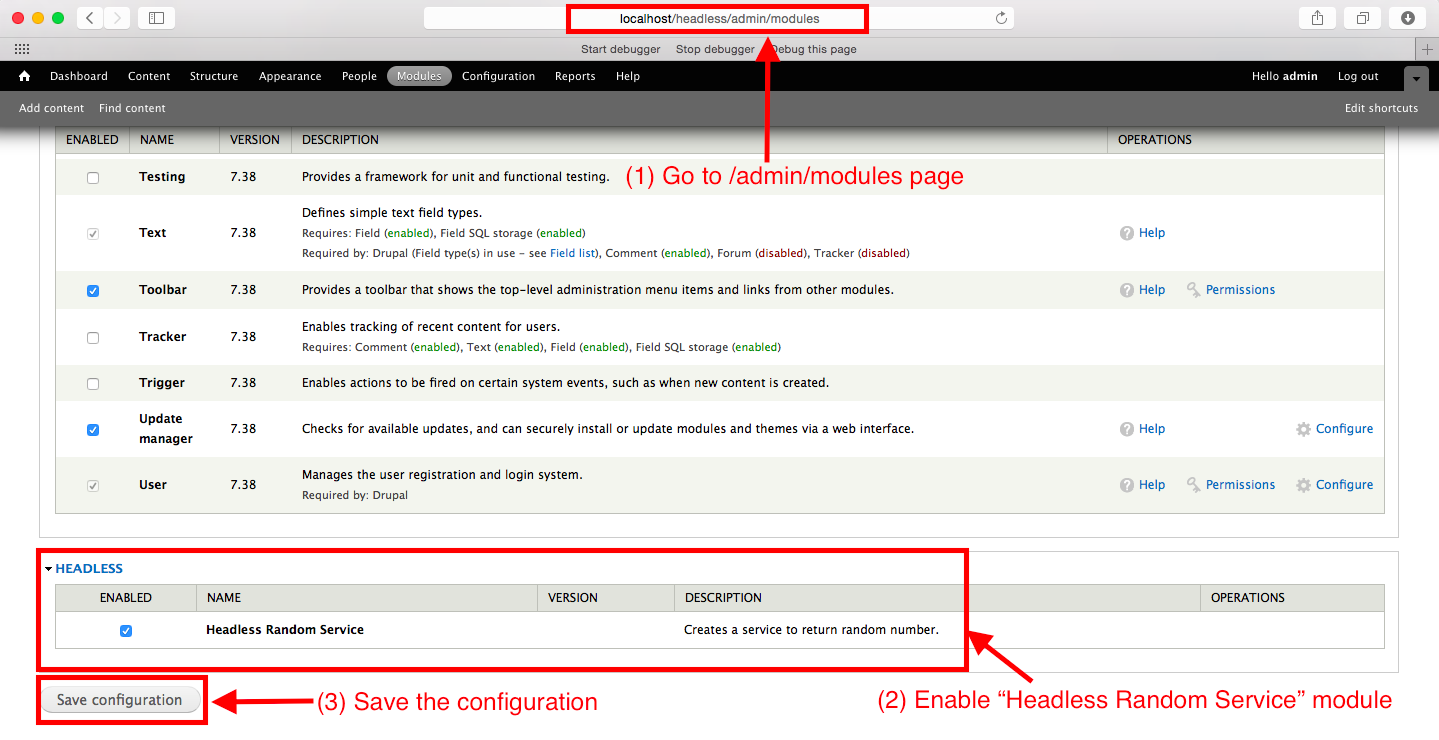 localhost/headless/admin/modules
Start debugger Stop debugger Debug this page
Dashboard Content Structure Appearance People Modules Configuration Reports Help Hello admin Log out
Add content Find content Edit shortcuts
ENABLED NAME VERSION DESCRIPTION OPERATIONS
Testing 7.38 Provides a framework for unit and functional testing. (1) Go to /admin/modules page
Defines simple text field types.
Text 7.38 Requires: Field (enabled), Field SQL storage (enabled) Help
Required by: Drupal (Field type(s) in use – see Field list), Comment (enabled), Forum (disabled), Tracker (disabled)
Toolbar 7.38 Provides a toolbar that shows the top-level administration menu items and links from other modules. Help Permissions
Enables tracking of recent content for users.
Tracker 7.38 Requires: Comment (enabled), Text (enabled), Field (enabled), Field SQL storage (enabled)
Trigger 7.38 Enables actions to be fired on certain system events, such as when new content is created.
Update
manager 7.38 Checks for available updates, and can securely install or update modules and themes via a web interface. Help Configure
Manages the user registration and login system.
User 7.38 Help Permissions Configure
Required by: Drupal
HEADLESS
ENABLED NAME VERSION DESCRIPTION OPERATIONS
Headless Random Service Creates a service to return random number.
Save configuration (3) Save the configuration (2) Enable “Headless Random Service” module